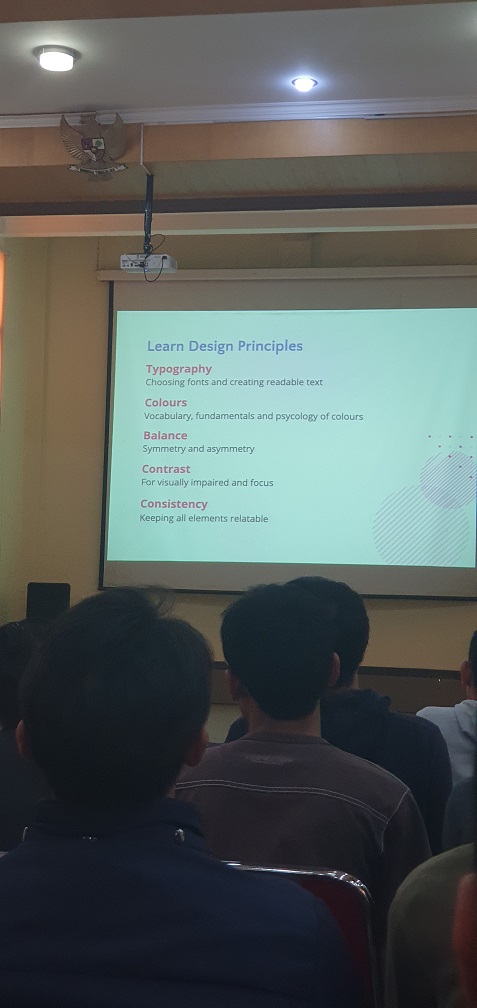 Learn Design Principles
Typography
Choosing fonts and creating readable text
Colours
Vocabulary, fundamentals and psycology of colours
Balance
Symmetry and asymmetry
Contrast
For visually impaired and focus
Consistency
Keeping all elements relatable